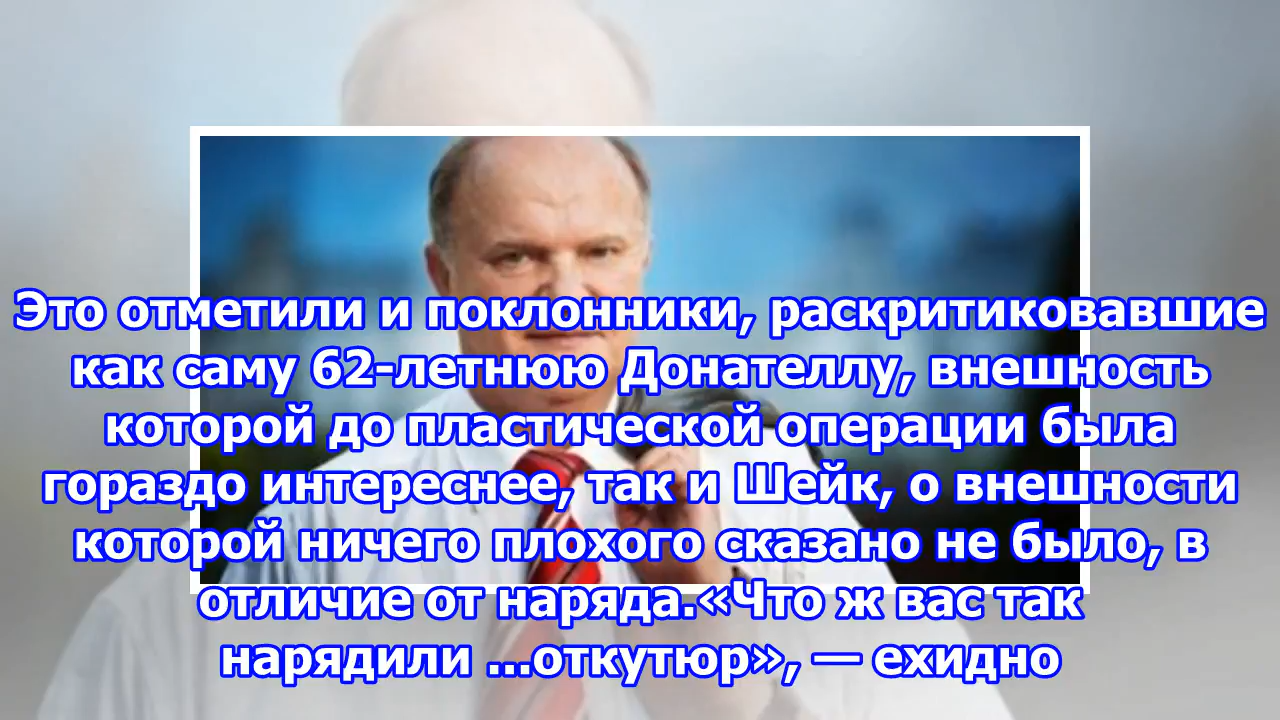 Это отметили и поклонники, раскритиковавшие
как саму 62-летнюю Донателлу, внешность
которой до пластической операции была
гораздо интереснее, так и Шейк, о внешности
которой ничего плохого сказано не было, в
отличие от наряда.«Что ж вас так
нарядили ...откутюр», — ехидно